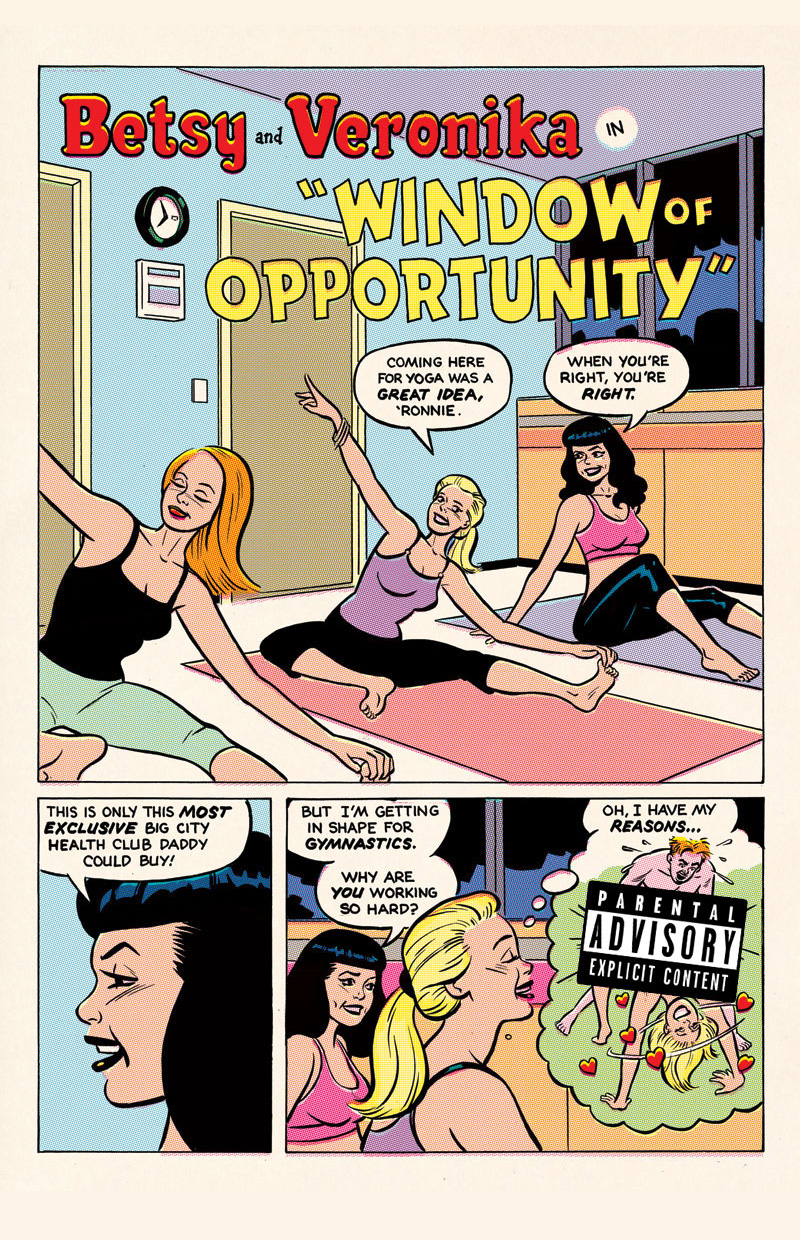 Betsy and Veronika IN
"WINDOW OF
OPPORTUNITY"
COMING HERE
FOR YOGA WAS A
GREAT IDEA,
'RONNIE.
WHEN YOU'RE
RIGHT, YOU'RE
RIGHT.
THIS IS ONLY THIS MOST
EXCLUSIVE BIG CITY
HEALTH CLUB DADDY
COULD BUY!
BUT I'M GETTING
IN SHAPE FOR
GYMNASTICS.
WHY ARE
YOU WORKING
SO HARD?
OH, I HAVE MY
REASONS...
PARENTAL
ADVISORY
EXPLICIT CONTENT